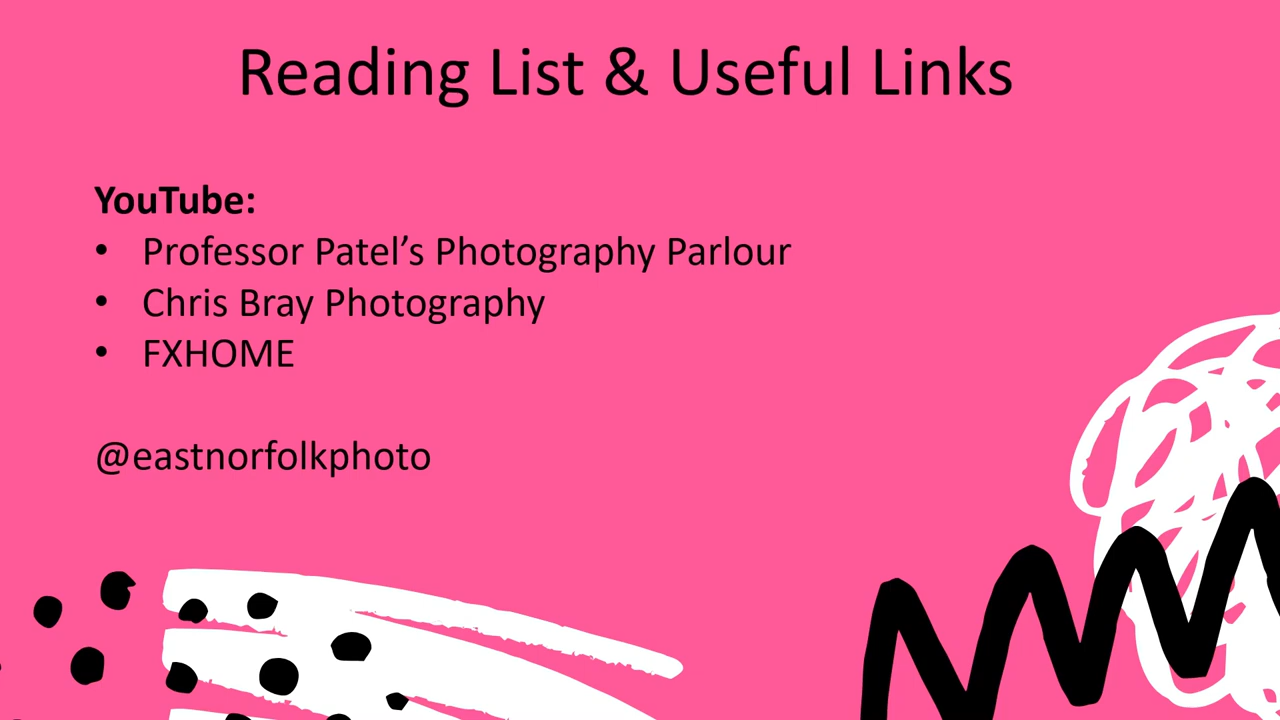 Reading List & Useful Links
YouTube:
• Professor Patel’s Photography Parlour
• Chris Bray Photography
• FXHOME
@eastnorfolkphoto